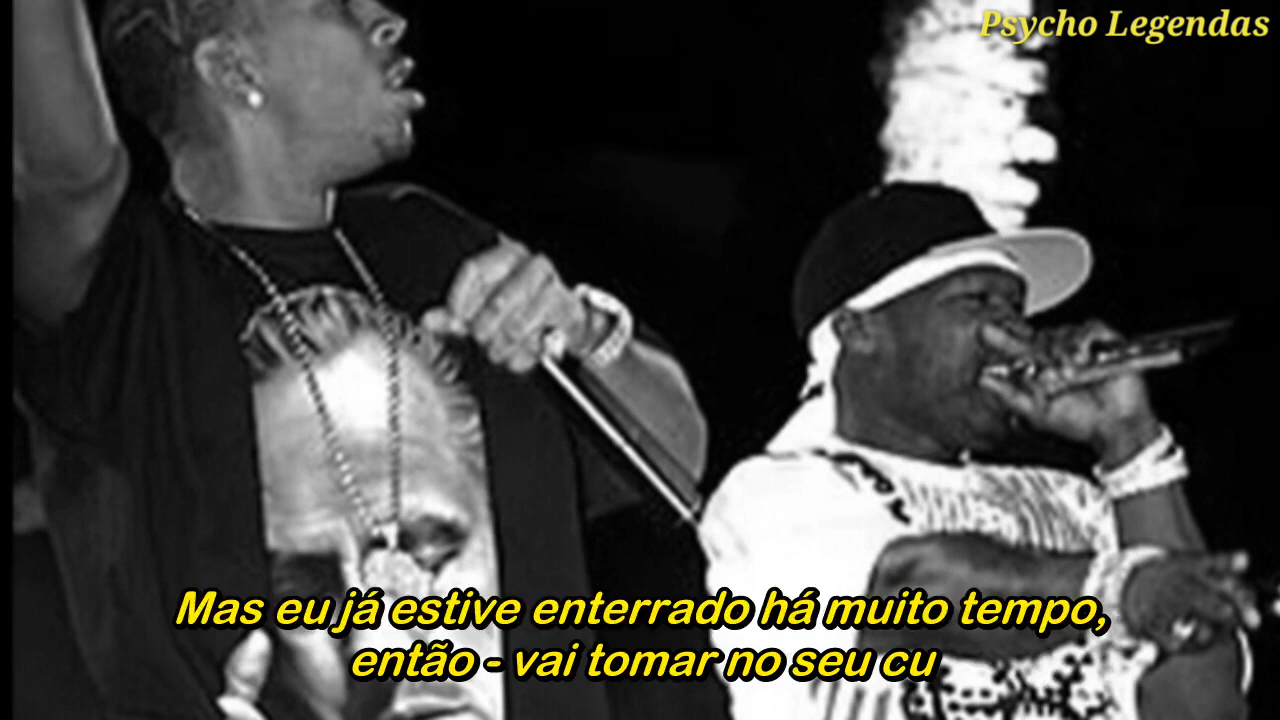 Psycho Legendas
Mas eu já estive enterrado há muito tempo,
então - vai tomar no seu cu